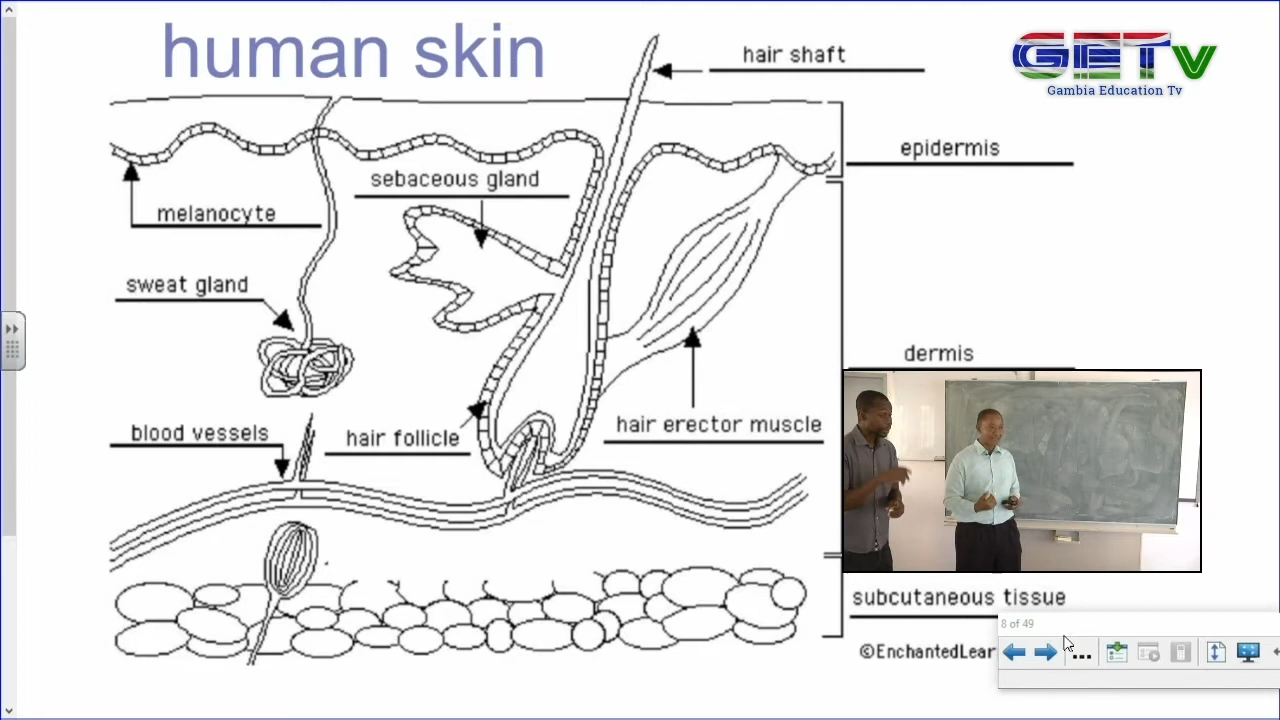 human skin
hair shaft
GETv
Gambia Education Tv
epidermis
sebaceous gland
melanocyte
sweat gland
dermis
hair erector muscle
blood vessels
hair follicle
subcutaneous tissue
8 of 49
©EnchantedLear